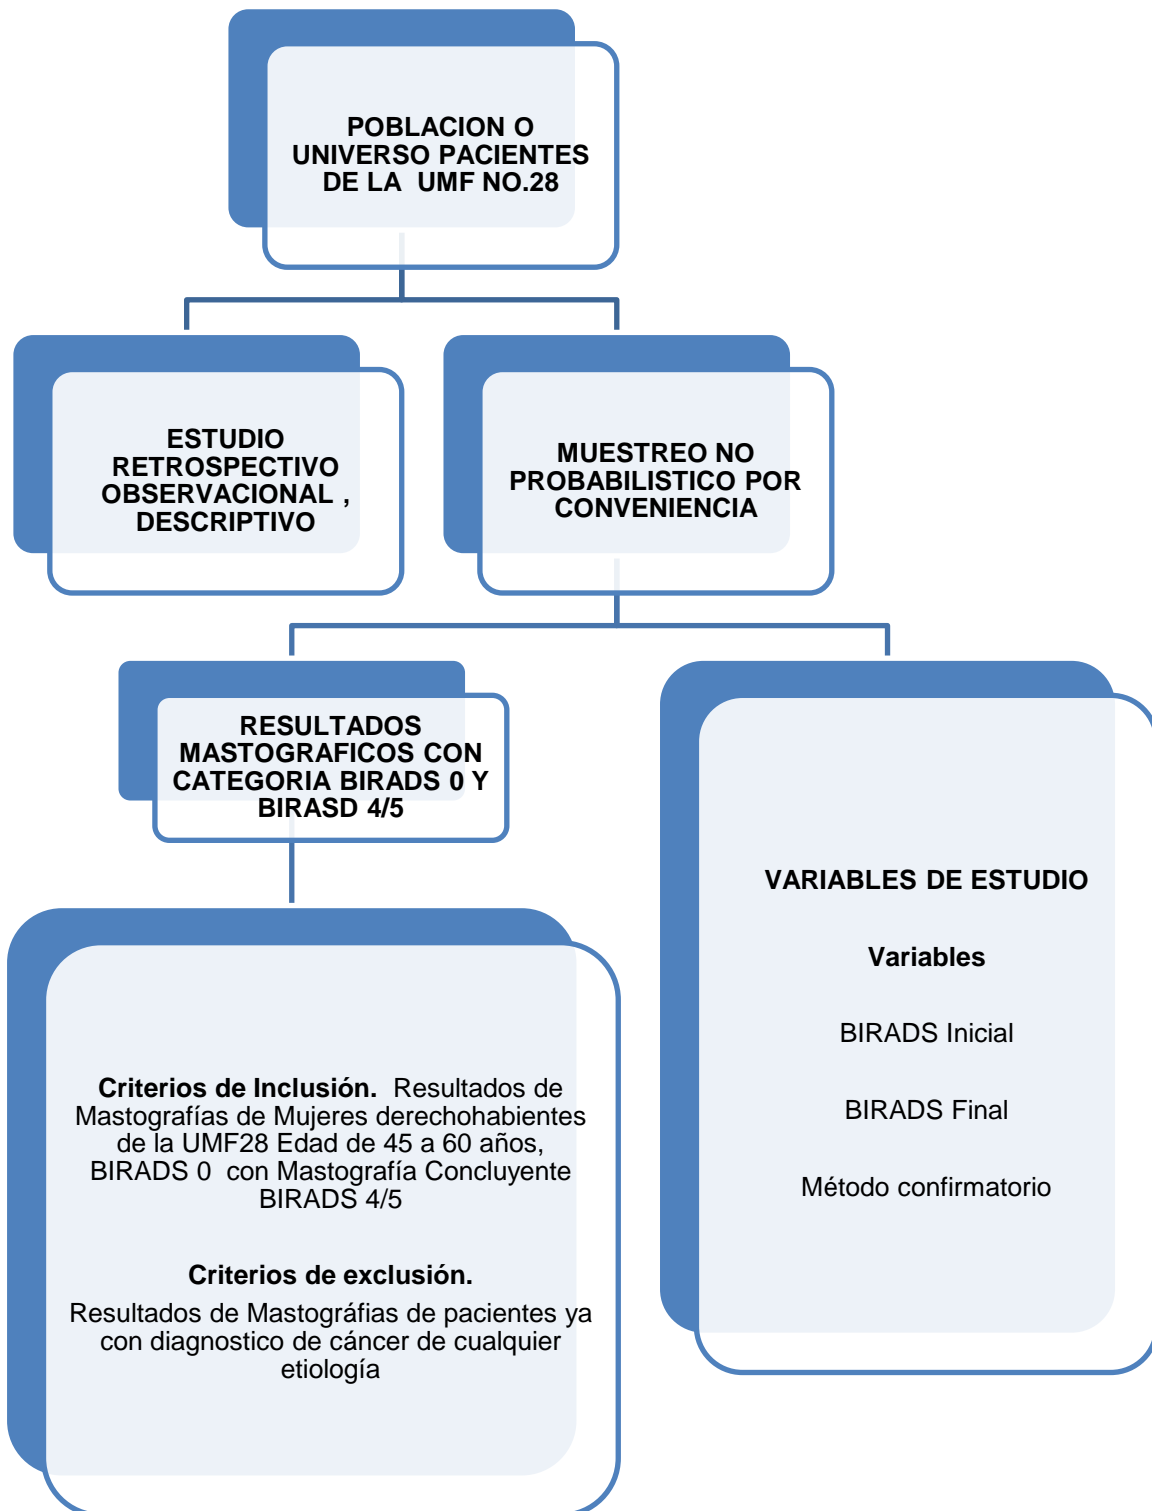 POBLACION O
UNIVERSO PACIENTES
DE LA UMF NO.28
ESTUDIO
RETROSPECTIVO
OBSERVACIONAL ,
DESCRIPTIVO
MUESTREO NO
PROBABILISTICO POR
CONVENIENCIA
RESULTADOS
MASTOGRAFICOS CON
CATEGORIA BIRADS 0 Y
BIRASD 4/5
VARIABLES DE ESTUDIO
Variables
BIRADS Inicial
BIRADS Final
Método confirmatorio
Criterios de Inclusión. Resultados de
Mastografías de Mujeres derechohabientes
de la UMF28 Edad de 45 a 60 años,
BIRADS 0 con Mastografía Concluyente
BIRADS 4/5
Criterios de exclusión.
Resultados de Mastográfias de pacientes ya
con diagnostico de cáncer de cualquier
etiología